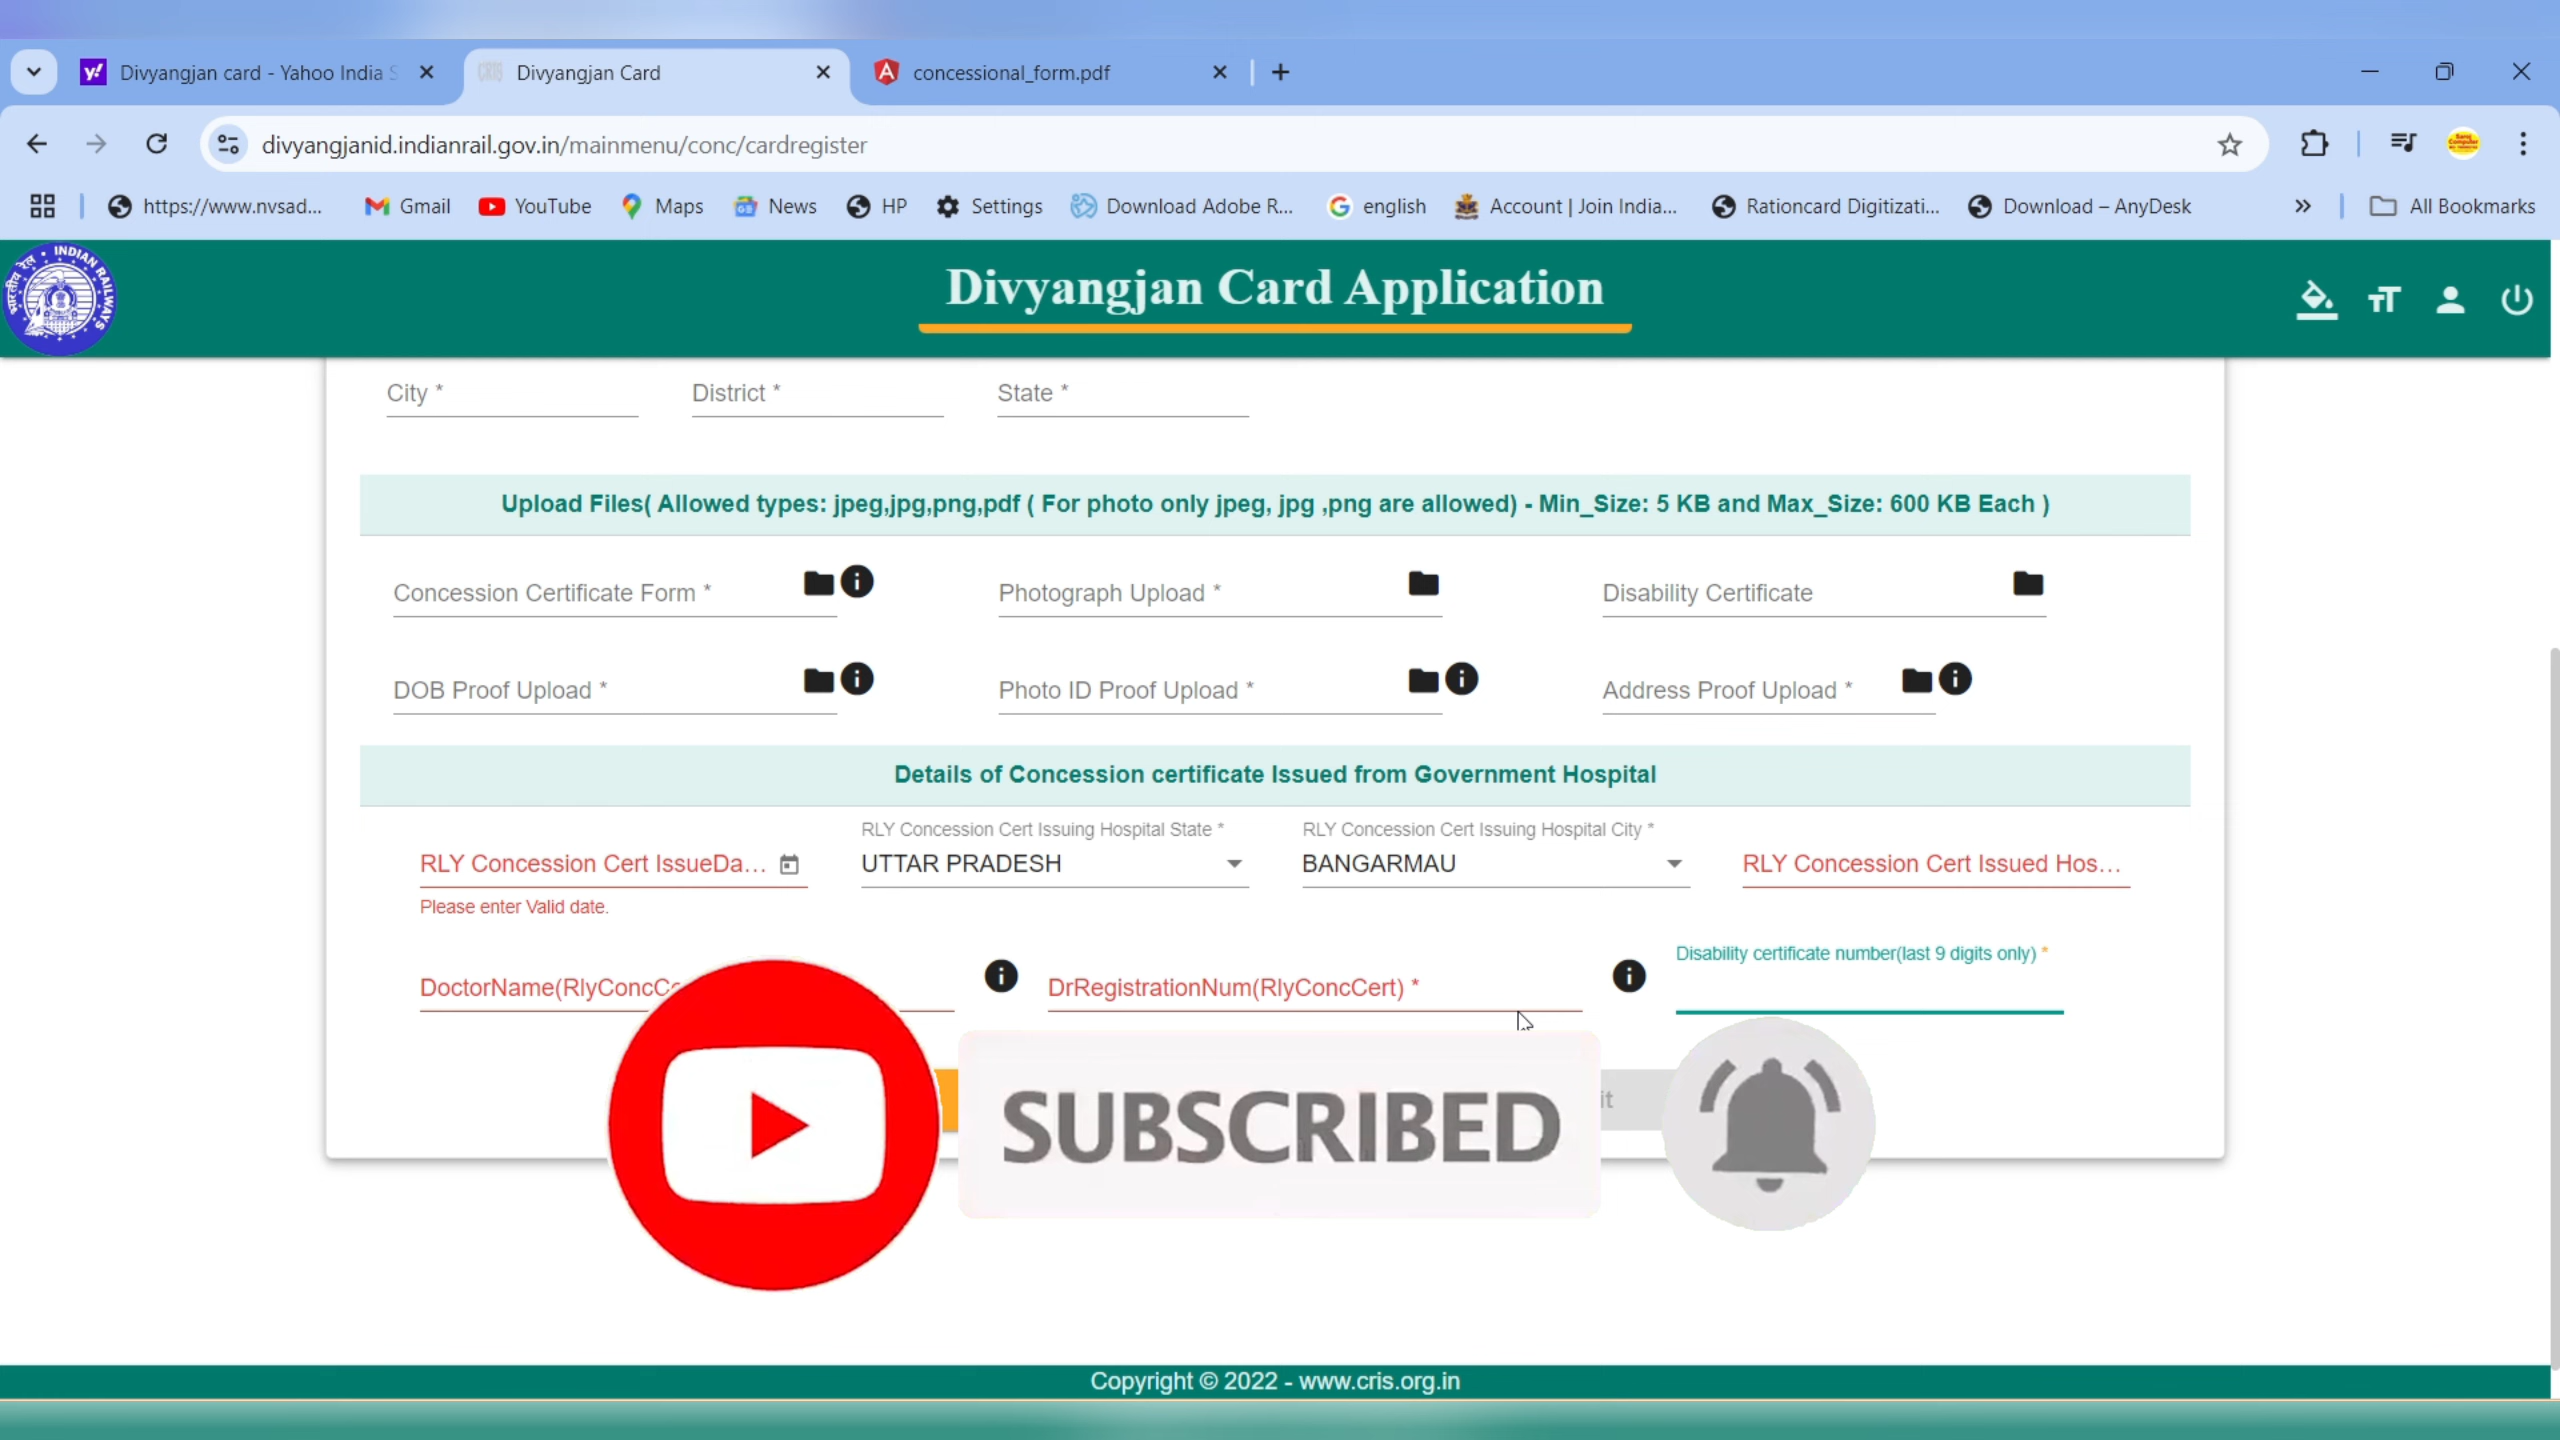 Divyangjan card - Yahoo India S
Divyangjan Card
concessional_form.pdf
divyangjanid.indianrail.gov.in/mainmenu/conc/cardregister
https://www.nvsad...
Gmail
YouTube
Maps
News
HP
Settings
Download Adobe R...
english
Account | Join India...
Rationcard Digitizati...
Download – AnyDesk
All Bookmarks
भारतीय रेल • INDIAN RAILWAYS
Divyangjan Card Application
City *
District *
State *
Upload Files( Allowed types: jpeg,jpg,png,pdf ( For photo only jpeg, jpg ,png are allowed) - Min_Size: 5 KB and Max_Size: 600 KB Each )
Concession Certificate Form *
Photograph Upload *
Disability Certificate
DOB Proof Upload *
Photo ID Proof Upload *
Address Proof Upload *
Details of Concession certificate Issued from Government Hospital
RLY Concession Cert IssueDa...
RLY Concession Cert Issuing Hospital State *
UTTAR PRADESH
RLY Concession Cert Issuing Hospital City *
BANGARMAU
RLY Concession Cert Issued Hos...
Please enter Valid date.
DoctorName(RlyConcCe
DrRegistrationNum(RlyConcCert) *
Disability certificate number(last 9 digits only) *
SUBSCRIBED
it
Copyright © 2022 - www.cris.org.in